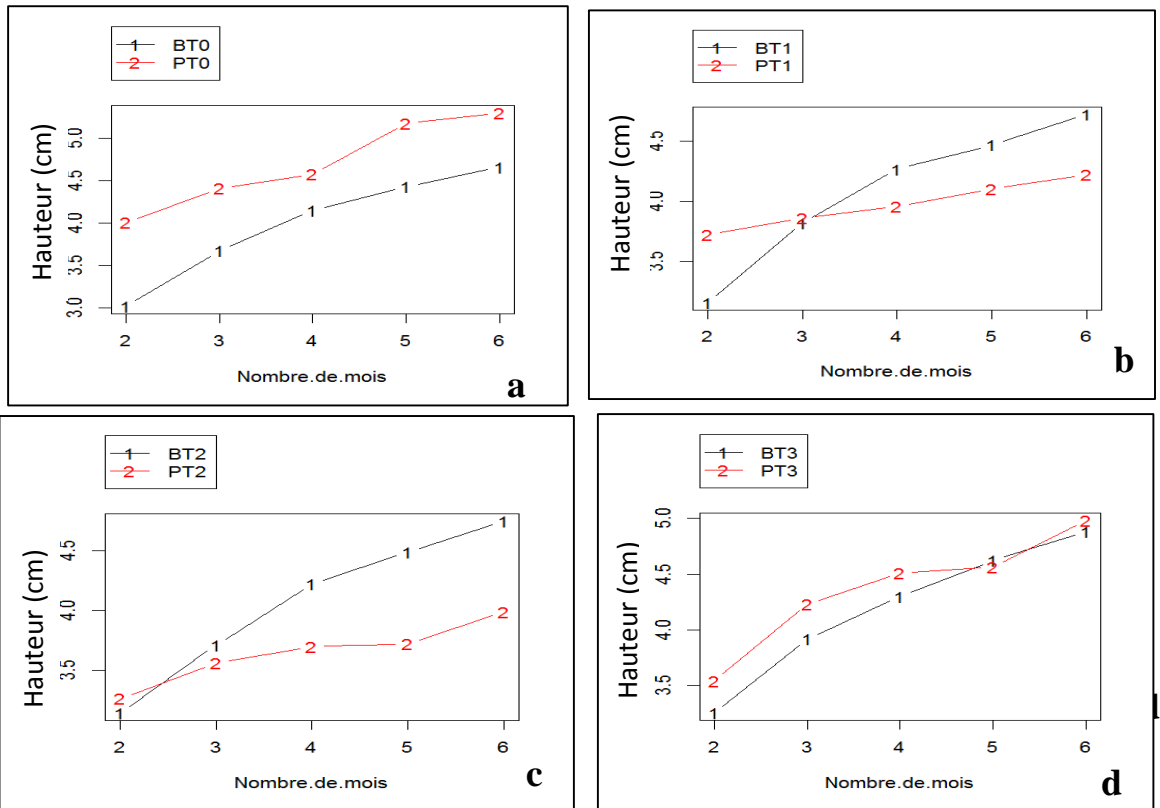 1 BT0
2 PT0
Hauteur (cm)
5.0
4.5
4.0
3.5
3.0
2 3 4 5 6
Nombre.de.mois
a
1 BT1
2 PT1
Hauteur (cm)
4.5
4.0
3.5
2 3 4 5 6
Nombre.de.mois
b
1 BT2
2 PT2
Hauteur (cm)
4.5
4.0
3.5
2 3 4 5 6
Nombre.de.mois
c
1 BT3
2 PT3
Hauteur (cm)
5.0
4.5
4.0
3.5
2 3 4 5 6
Nombre.de.mois
d